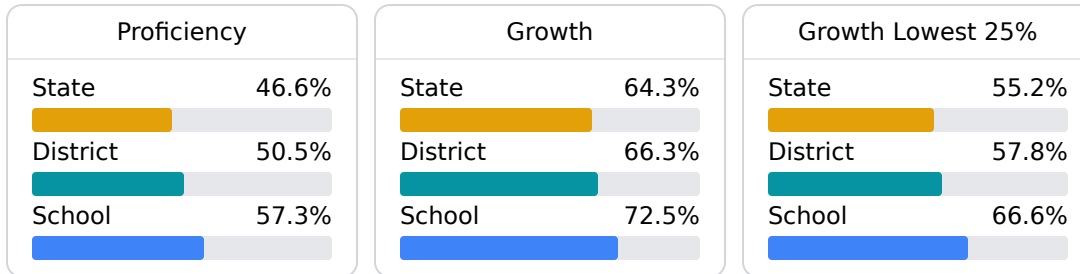 Proficiency
State 46.6%
District 50.5%
School 57.3%
Growth
State 64.3%
District 66.3%
School 72.5%
Growth Lowest 25%
State 55.2%
District 57.8%
School 66.6%